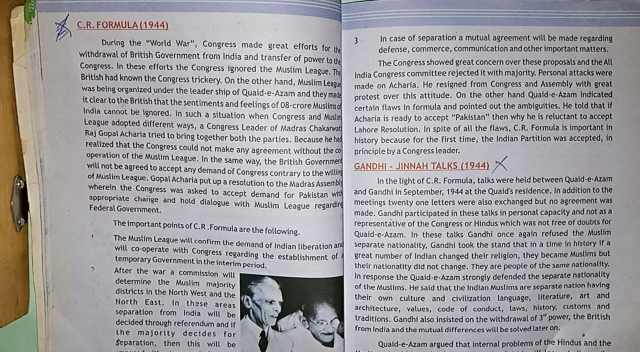 C.R. FORMULA (1944)
During the "World War", Congress made great efforts for the
withdrawal of British Government from India and transfer of power to the
Congress. In these efforts the Congress ignored the Muslim League. The
British had known the Congress trickery. On the other hand, Muslim League
was being organized under the leader ship of Quaid-e-Azam and they made
it clear to the British that the sentiments and feelings of 08-crore Muslims of
India cannot be ignored. In such a situation when Congress and Muslim
League adopted different ways, a Congress Leader of Madras Chakarwati
Raj Gopal Acharia tried to bring together both the parties. Because he had
realized that the Congress could not make any agreement without the co-
operation of the Muslim League. In the same way, the British Government
will not agree to accept any demand of Congress contrary to the willing
of Muslim League. Gopal Acharia put up a resolution to the Madras Assembly
wherein the Congress was asked to accept demand for Pakistan with
appropriate change and hold dialogue with Muslim League regarding
Federal Government.
The important points of C.R .Formula are the following.
1 The Muslim League will confirm the demand of Indian liberation and
will co-operate with Congress regarding the establishment of a
temporary Government in the interim period.
After the war a commission will
determine the Muslim majority
districts in the North West and the
North East. In these areas
separation from India will be
decided through referendum and if
the majority decides for
separation, then this will be
3 In case of separation a mutual agreement will be made regarding
defense, commerce, communication and other important matters.
The Congress showed great concern over these proposals and the All
India Congress committee rejected it with majority. Personal attacks were
made on Acharia. He resigned from Congress and Assembly with great
protest over this attitude. On the other hand Quaid-e-Azam indicated
certain flaws in formula and pointed out the ambiguities. He told that if
Acharia is ready to accept "Pakistan" then why he is reluctant to accept
Lahore Resolution. In spite of all the flaws, C.R. Formula is important in
history because for the first time, the Indian Partition was accepted, in
principle by a Congress leader.
GANDHI - JINNAH TALKS (1944)
In the light of C.R. Formula, talks were held between Quaid-e-Azam
and Gandhi in September, 1944 at the Quaid's residence. In addition to the
meetings twenty one letters were also exchanged but no agreement was
made. Gandhi participated in these talks in personal capacity and not as a
representative of the Congress or Hindus which was not free of doubts for
Quaid-e-Azam. In these talks Gandhi once again refused the Muslim
separate nationality, Gandhi took the stand that in a time in history if a
great number of Indian changed their religion, they became Muslims but
their nationality did not change. They are people of the same nationality.
In response the Quaid-e-Azam strongly defended the separate nationality
of the Muslims. He said that the Indian Muslims are separate nation having
their own culture and civilization language, literature, art and
architecture, values, code of conduct, laws, history, customs and
traditions. Gandhi also insisted on the withdrawal of 3rd power, the British
from India and the mutual differences will be solved later on.
Quaid-e-Azam argued that internal problems of the Hindus and the